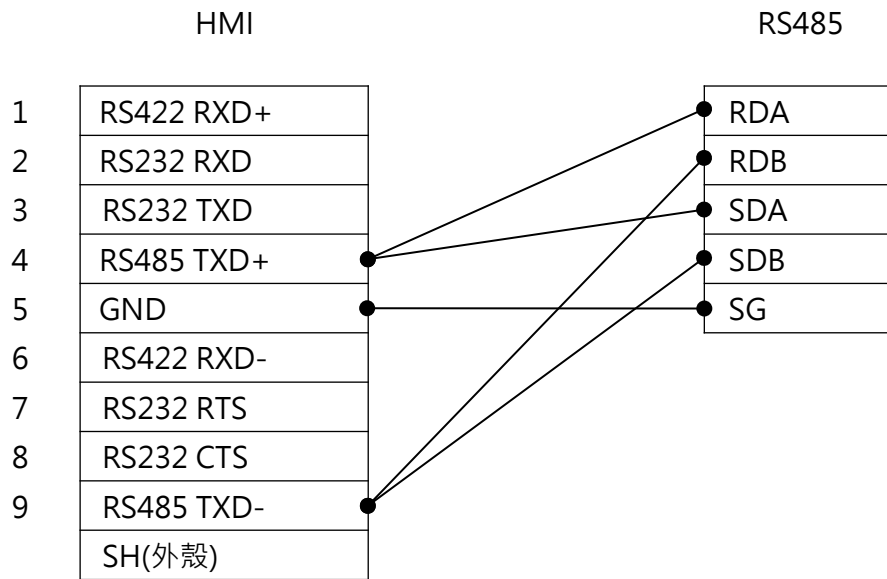 HMI RS485
1 RS422 RXD+ RDA
2 RS232 RXD RDB
3 RS232 TXD SDA
4 RS485 TXD+ SDB
5 GND SG
6 RS422 RXD-
7 RS232 RTS
8 RS232 CTS
9 RS485 TXD-
SH(外殼)